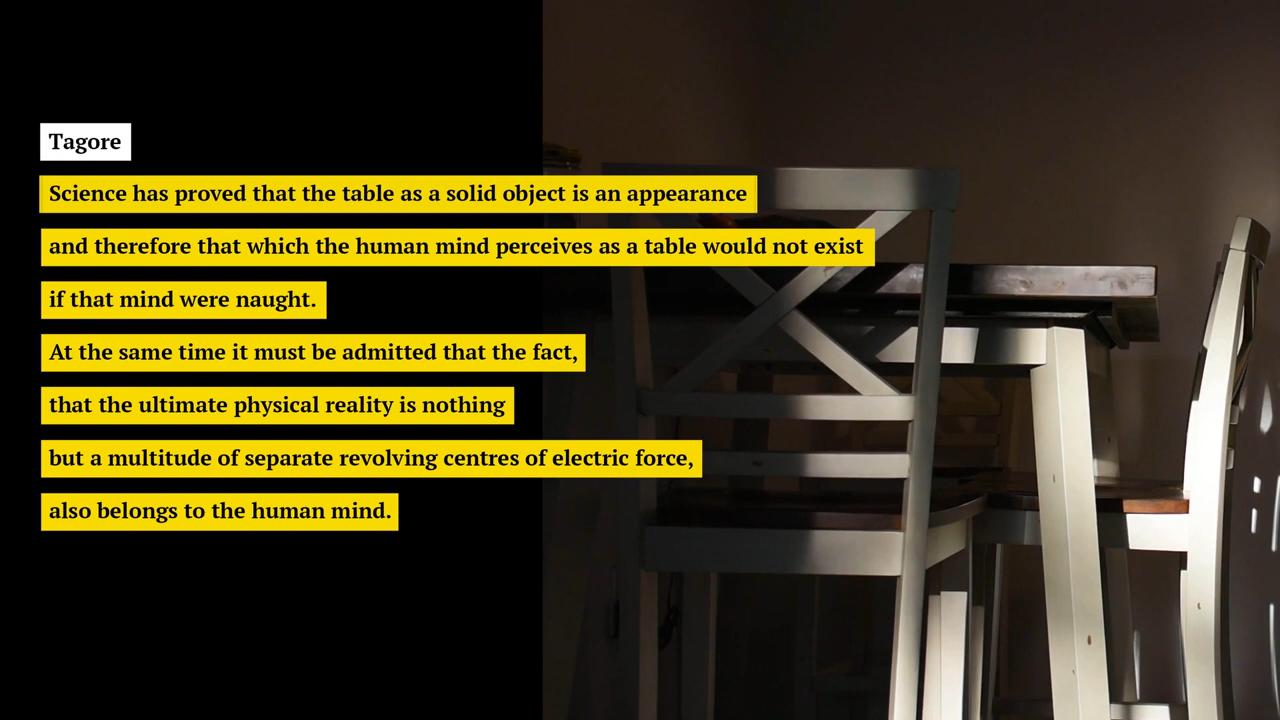 Tagore
Science has proved that the table as a solid object is an appearance
and therefore that which the human mind perceives as a table would not exist
if that mind were naught.
At the same time it must be admitted that the fact,
that the ultimate physical reality is nothing
but a multitude of separate revolving centres of electric force,
also belongs to the human mind.